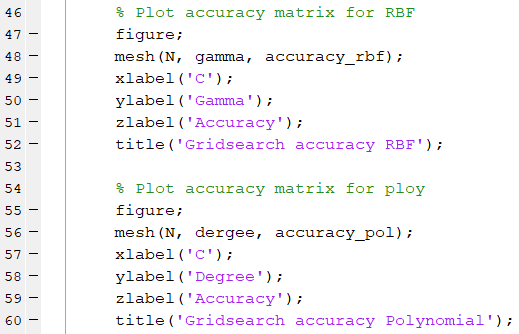 46 % Plot accuracy matrix for RBF
47 — figure;
48 — mesh(N, gamma, accuracy_rbf);
49 — xlabel('C');
50 — ylabel('Gamma');
51 — zlabel('Accuracy');
52 — title('Gridsearch accuracy RBF');
53
54 % Plot accuracy matrix for ploy
55 — figure;
56 — mesh(N, dergee, accuracy_pol);
57 — xlabel('C');
58 — ylabel('Degree');
59 — zlabel('Accuracy');
60 — title('Gridsearch accuracy Polynomial');